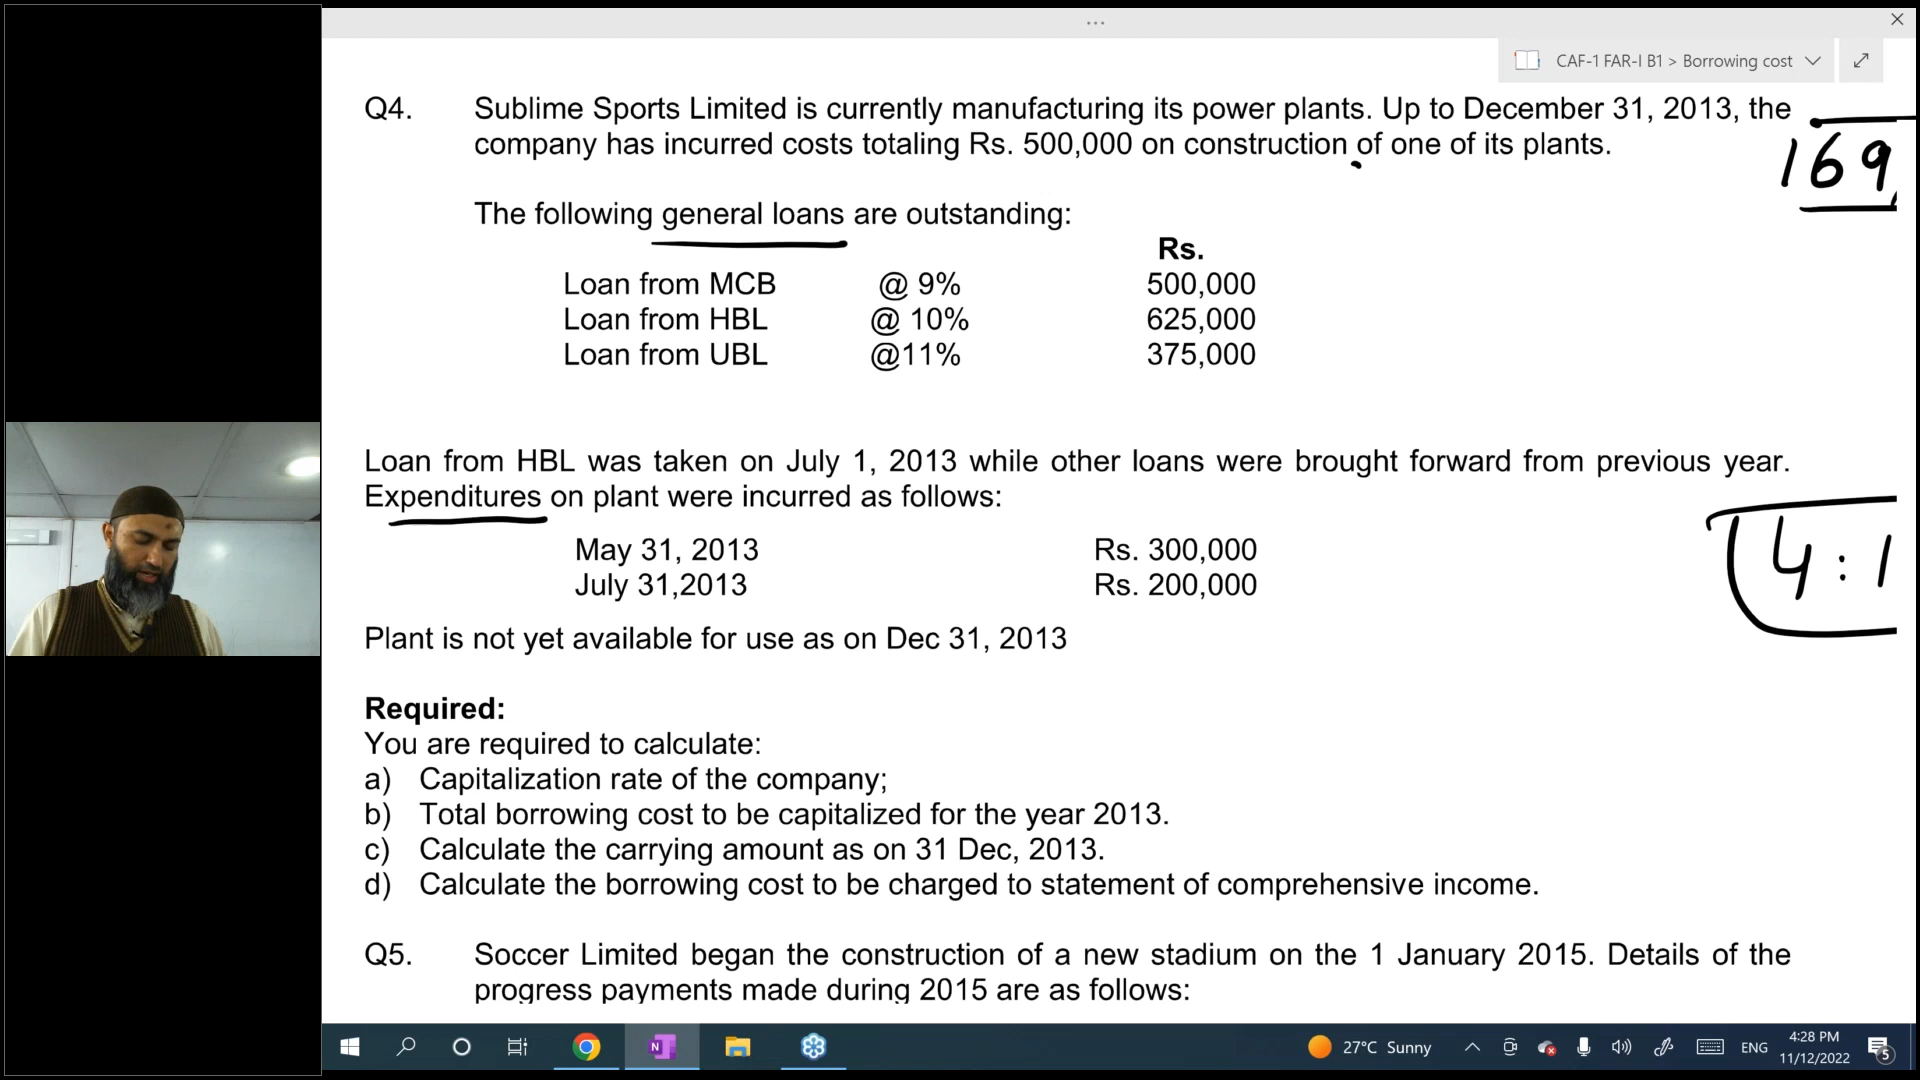 CAF-1 FAR-I B1 > Borrowing cost
Q4. Sublime Sports Limited is currently manufacturing its power plants. Up to December 31, 2013, the
company has incurred costs totaling Rs. 500,000 on construction of one of its plants.
169,
The following general loans are outstanding:
Rs.
Loan from MCB @ 9% 500,000
Loan from HBL @ 10% 625,000
Loan from UBL @11% 375,000
Loan from HBL was taken on July 1, 2013 while other loans were brought forward from previous year.
Expenditures on plant were incurred as follows:
May 31, 2013 Rs. 300,000
4:1
July 31,2013 Rs. 200,000
Plant is not yet available for use as on Dec 31, 2013
Required:
You are required to calculate:
a) Capitalization rate of the company;
b) Total borrowing cost to be capitalized for the year 2013.
c) Calculate the carrying amount as on 31 Dec, 2013.
d) Calculate the borrowing cost to be charged to statement of comprehensive income.
Q5. Soccer Limited began the construction of a new stadium on the 1 January 2015. Details of the
progress payments made during 2015 are as follows:
N
27°C Sunny
ENG
4:28 PM
11/12/2022
5